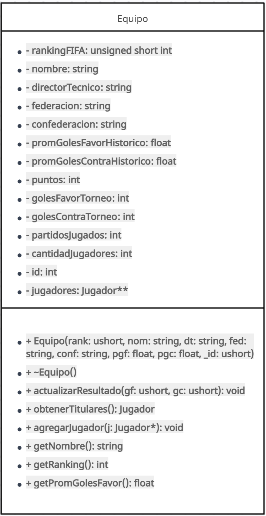 Equipo
- rankingFIFA: unsigned short int
- nombre: string
- directorTecnico: string
- federacion: string
- confederacion: string
- promGolesFavorHistorico: float
- promGolesContraHistorico: float
- puntos: int
- golesFavorTorneo: int
- golesContraTorneo: int
- partidosJugados: int
- cantidadJugadores: int
- id: int
- jugadores: Jugador**
+ Equipo(rank: ushort, nom: string, dt: string, fed:
string, conf: string, pgf: float, pgc: float, _id: ushort)
+ ~Equipo()
+ actualizarResultado(gf: ushort, gc: ushort): void
+ obtenerTitulares(): Jugador
+ agregarJugador(j: Jugador*): void
+ getNombre(): string
+ getRanking(): int
+ getPromGolesFavor(): float